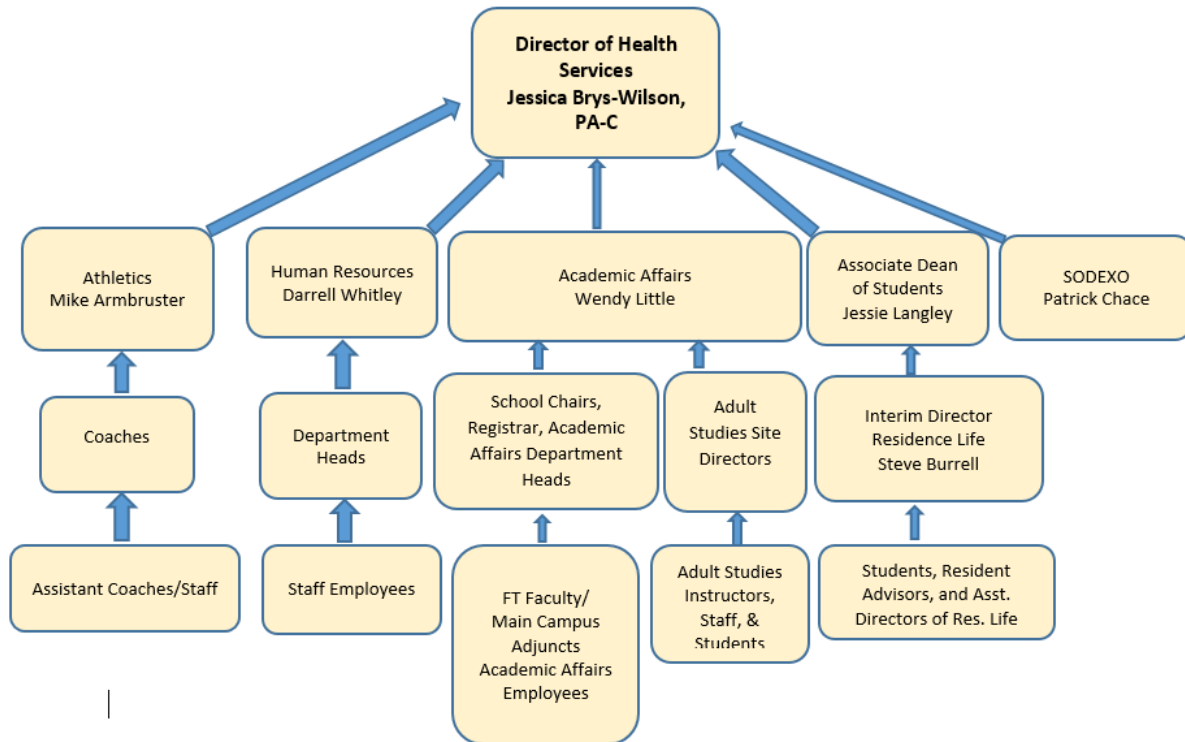 Director of Health
Services
Jessica Brys-Wilson,
PA-C
Athletics
Mike Armbruster
Human Resources
Darrell Whitley
Academic Affairs
Wendy Little
Associate Dean
of Students
Jessie Langley
SODEXO
Patrick Chace
Coaches
Department
Heads
School Chairs,
Registrar, Academic
Affairs Department
Heads
Adult
Studies Site
Directors
Interim Director
Residence Life
Steve Burrell
Assistant Coaches/Staff
Staff Employees
FT Faculty/
Main Campus
Adjuncts
Academic Affairs
Employees
Adult Studies
Instructors,
Staff, &
Students
Students, Resident
Advisors, and Asst.
Directors of Res. Life